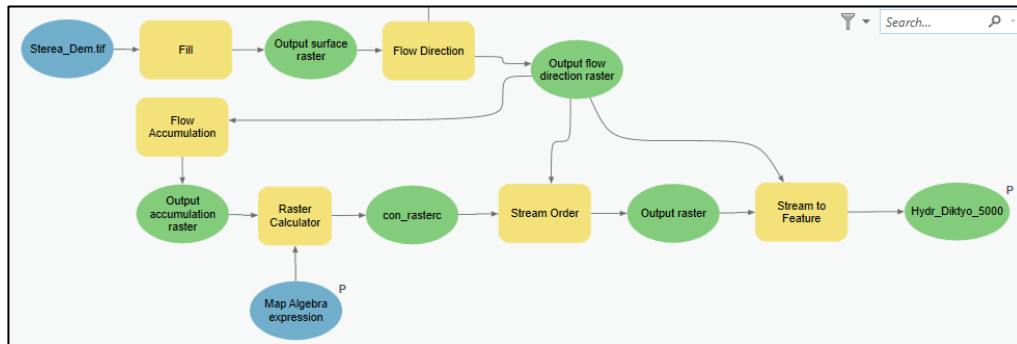 Search...
Sterea_Dem.tif
Fill
Output surface
raster
Flow Direction
Output flow
direction raster
Flow
Accumulation
Output
accumulation
raster
Raster
Calculator
con_rasterc
Stream Order
Output raster
Stream to
Feature
P
Hydr_Diktyo_5000
P
Map Algebra
expression